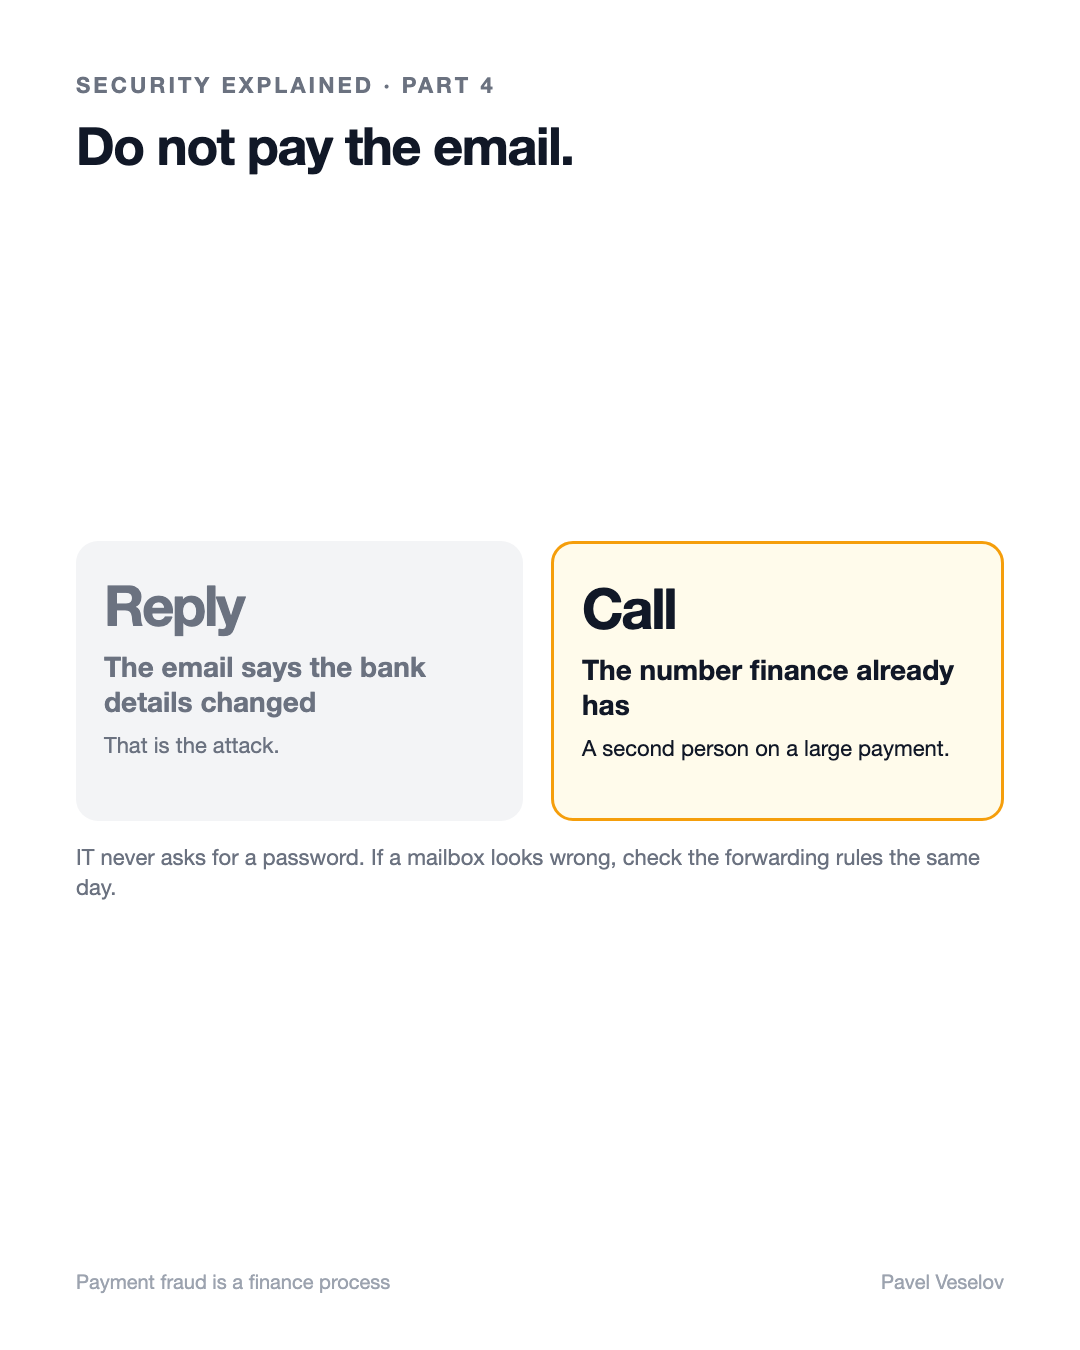 SECURITY EXPLAINED · PART 4
Do not pay the email.
Reply
The email says the bank
details changed
That is the attack.
Call
The number finance already
has
A second person on a large payment.
IT never asks for a password. If a mailbox looks wrong, check the forwarding rules the same
day.
Payment fraud is a finance process
Pavel Veselov